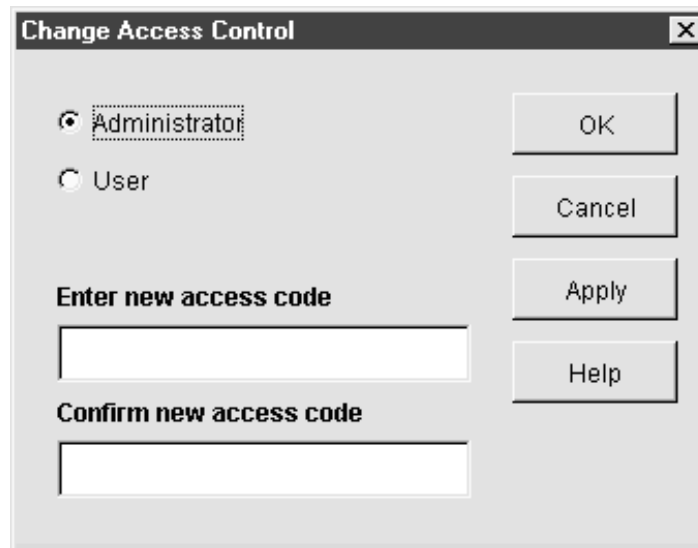 Change Access Control
Administrator
User
OK
Cancel
Apply
Help
Enter new access code
Confirm new access code